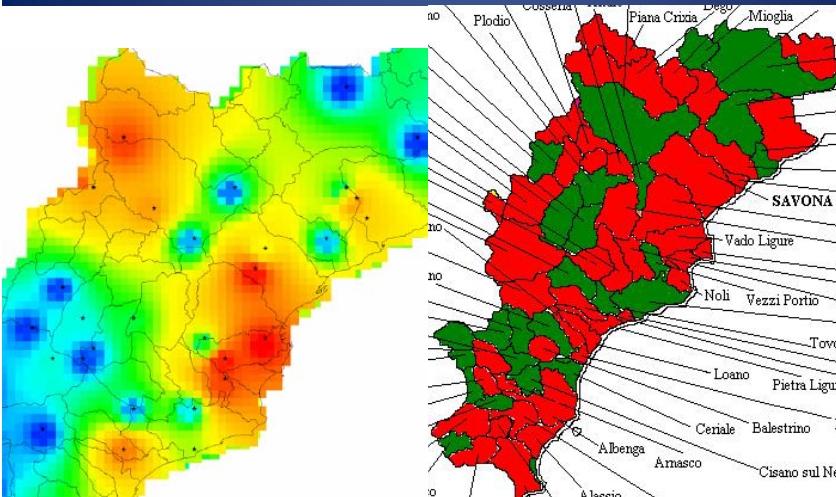 Cosseria
Dego
Plodio
Piana Crixia
Mioglia
SAVONA
Vado Ligure
Noli
Vezzi Portio
Loano
Pietra Ligu
Ceriale
Balestrino
Albenga
Arnasco
Cisano sul Ne
Alassio